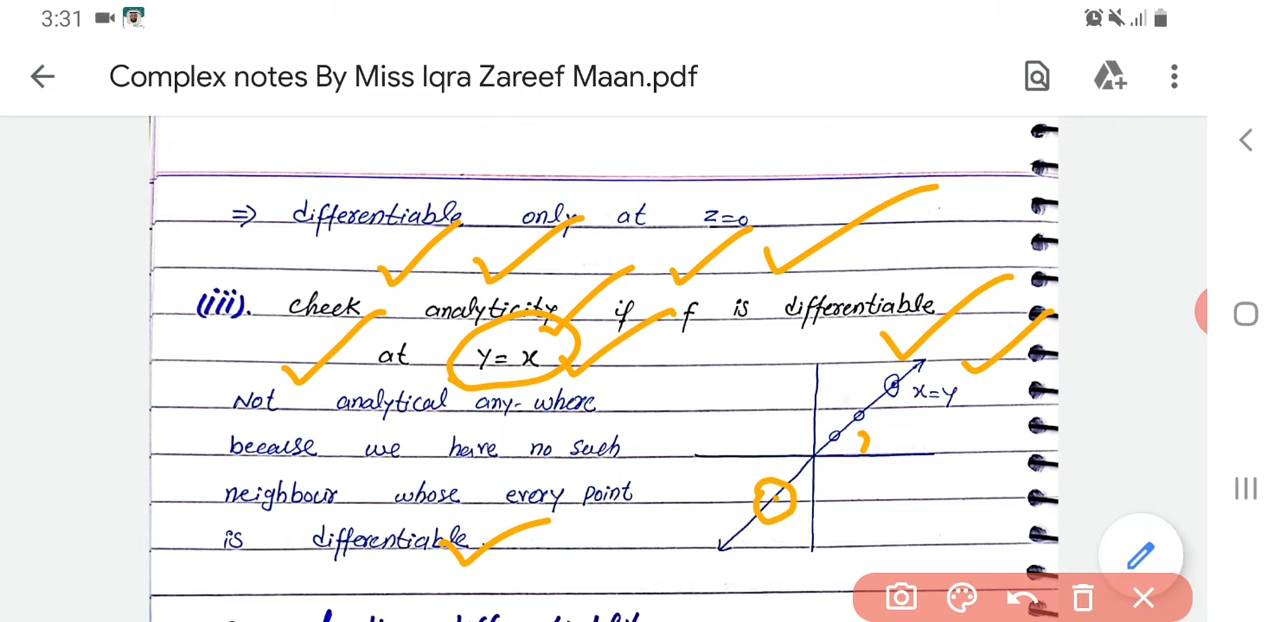 3:31
Complex notes By Miss Iqra Zareef Maan.pdf
⇒ differentiable only at z=0
(iii). check analyticity if f is differentiable
at y = x
Not analytical any-where
x=y
because we have no such
neighbour whose every point
is differentiable.